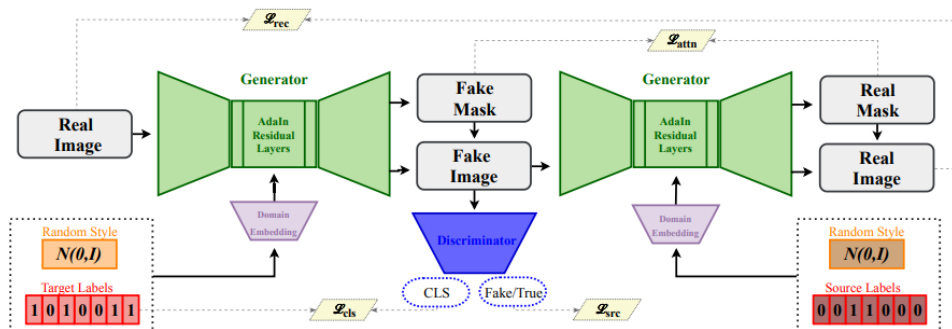 ℒrec
ℒattn
Generator
Generator
Real
Image
AdaIn
Residual
Layers
Fake
Mask
Fake
Image
AdaIn
Residual
Layers
Real
Mask
Real
Image
Domain
Embedding
Discriminator
Domain
Embedding
Random Style
N(0,I)
Target Labels
1 0 1 0 0 1 1
CLS
Fake/True
ℒcls
ℒsrc
Random Style
N(0,I)
Source Labels
0 0 1 1 0 0 0